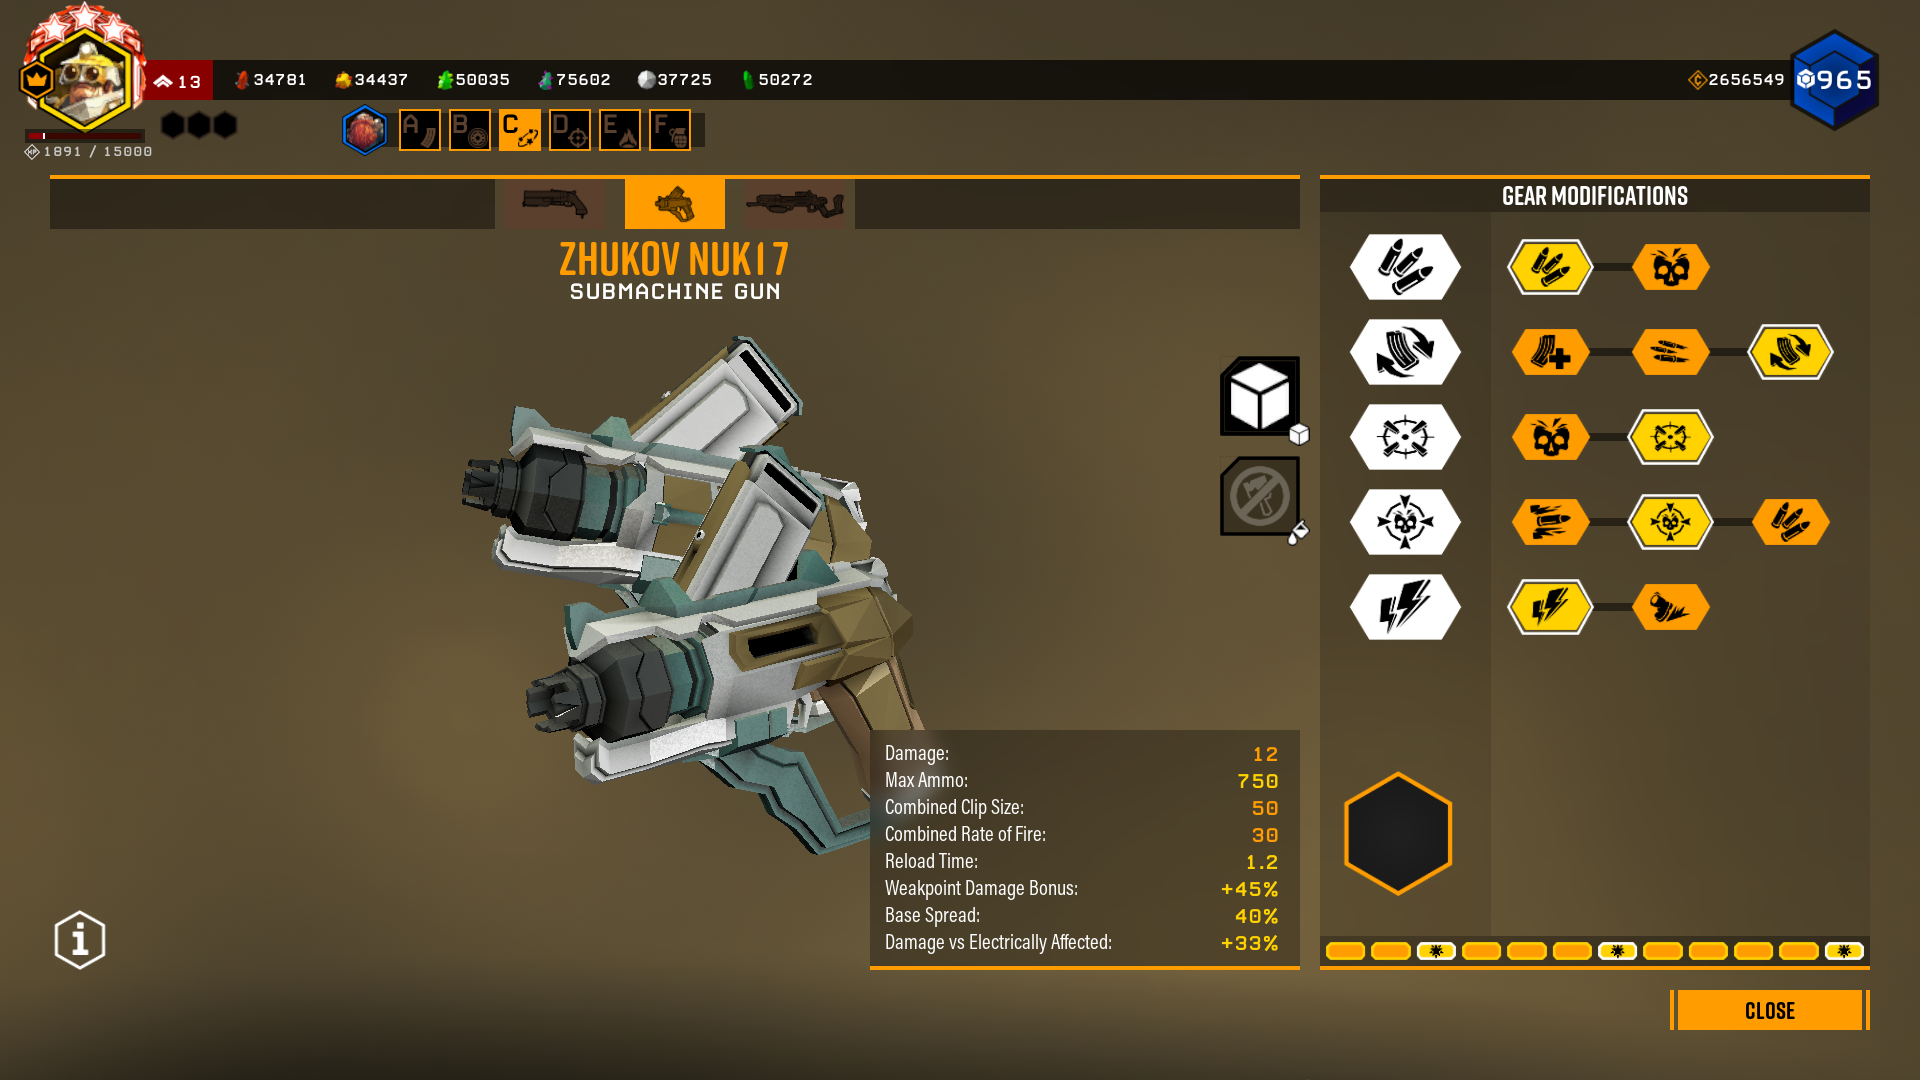 13
34781
34437
50035
75602
37725
50272
2656549
965
1891 / 15000
A
B
C
D
E
F
GEAR MODIFICATIONS
ZHUKOV NUK17
SUBMACHINE GUN
Damage: 12
Max Ammo: 750
Combined Clip Size: 50
Combined Rate of Fire: 30
Reload Time: 1.2
Weakpoint Damage Bonus: +45%
Base Spread: 40%
Damage vs Electrically Affected: +33%
CLOSE